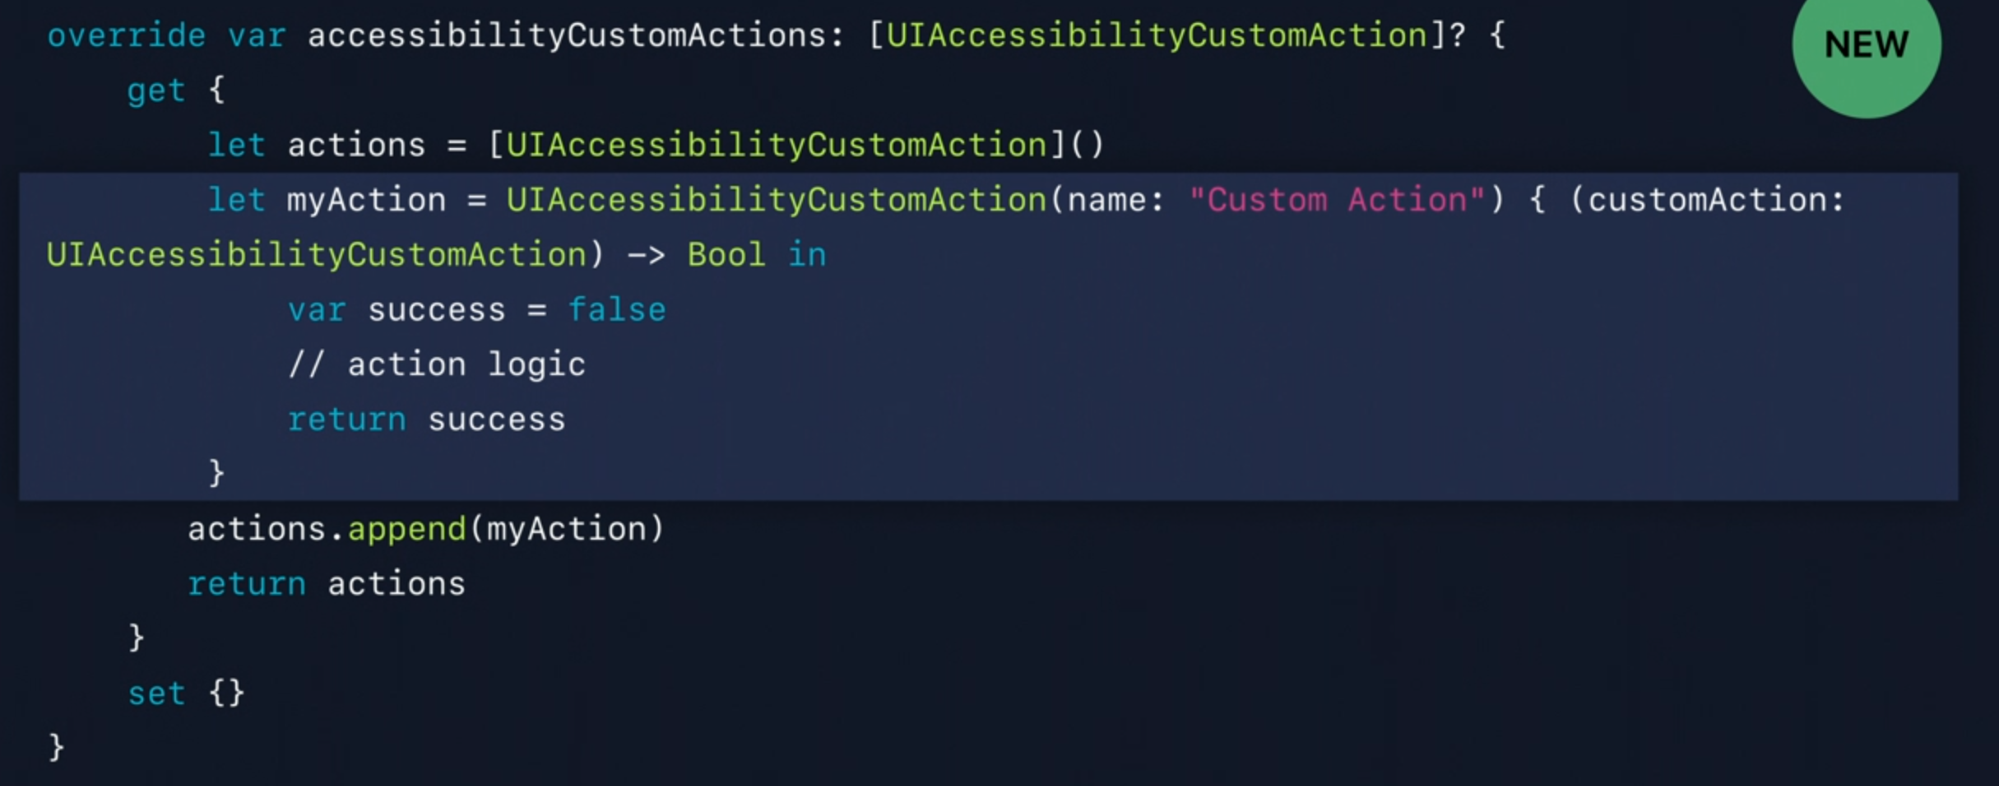 override var accessibilityCustomActions: [UIAccessibilityCustomAction]? {
NEW
get {
let actions = [UIAccessibilityCustomAction]()
let myAction = UIAccessibilityCustomAction(name: "Custom Action") { (customAction:
UIAccessibilityCustomAction) -> Bool in
var success = false
// action logic
return success
}
actions.append(myAction)
return actions
}
set {}
}